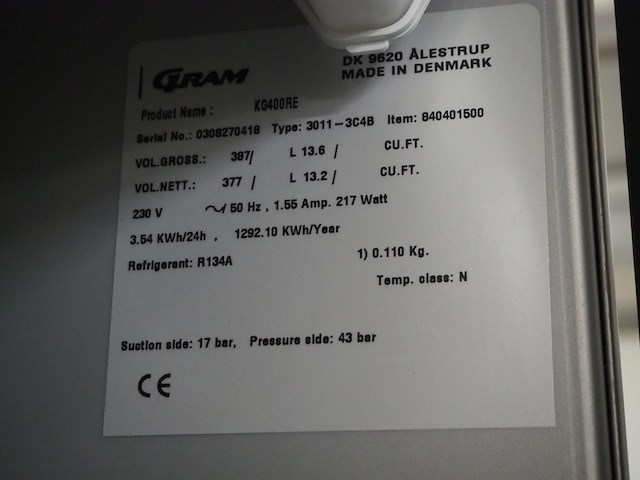 GRAM
DK 9620 ÅLESTRUP
MADE IN DENMARK
Product Name : KG400RE
Serial No.: 0308270418 Type: 3011-3C4B Item: 840401500
VOL.GROSS.: 387/ L 13.6 / CU.FT.
VOL.NETT.: 377 / L 13.2 / CU.FT.
230 V ~/ 50 Hz , 1.55 Amp. 217 Watt
3.54 KWh/24h , 1292.10 KWh/Year
Refrigerant: R134A 1) 0.110 Kg.
Temp. class: N
Suction side: 17 bar, Pressure side: 43 bar
CE